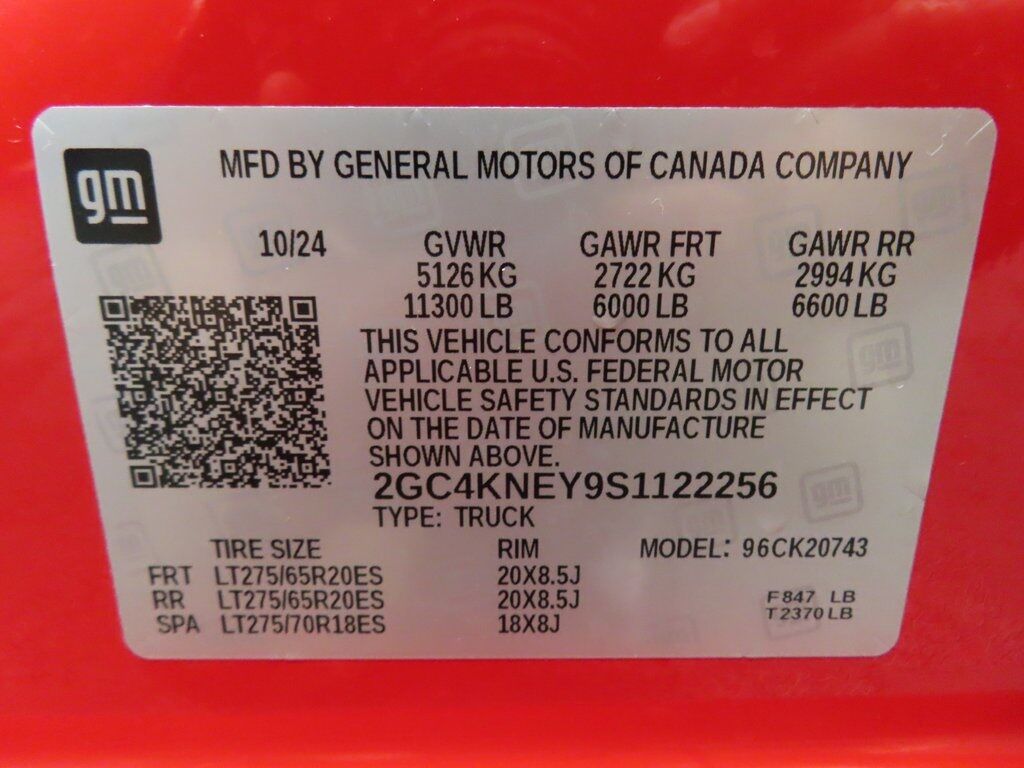 gm
MFD BY GENERAL MOTORS OF CANADA COMPANY
10/24 GVWR GAWR FRT GAWR RR
5126 KG 2722 KG 2994 KG
11300 LB 6000 LB 6600 LB
THIS VEHICLE CONFORMS TO ALL
APPLICABLE U.S. FEDERAL MOTOR
VEHICLE SAFETY STANDARDS IN EFFECT
ON THE DATE OF MANUFACTURE
SHOWN ABOVE.
2GC4KNEY9S1122256
TYPE: TRUCK
TIRE SIZE RIM MODEL: 96CK20743
FRT LT275/65R20ES 20X8.5J
RR LT275/65R20ES 20X8.5J F 847 LB
SPA LT275/70R18ES 18X8J T 2370 LB